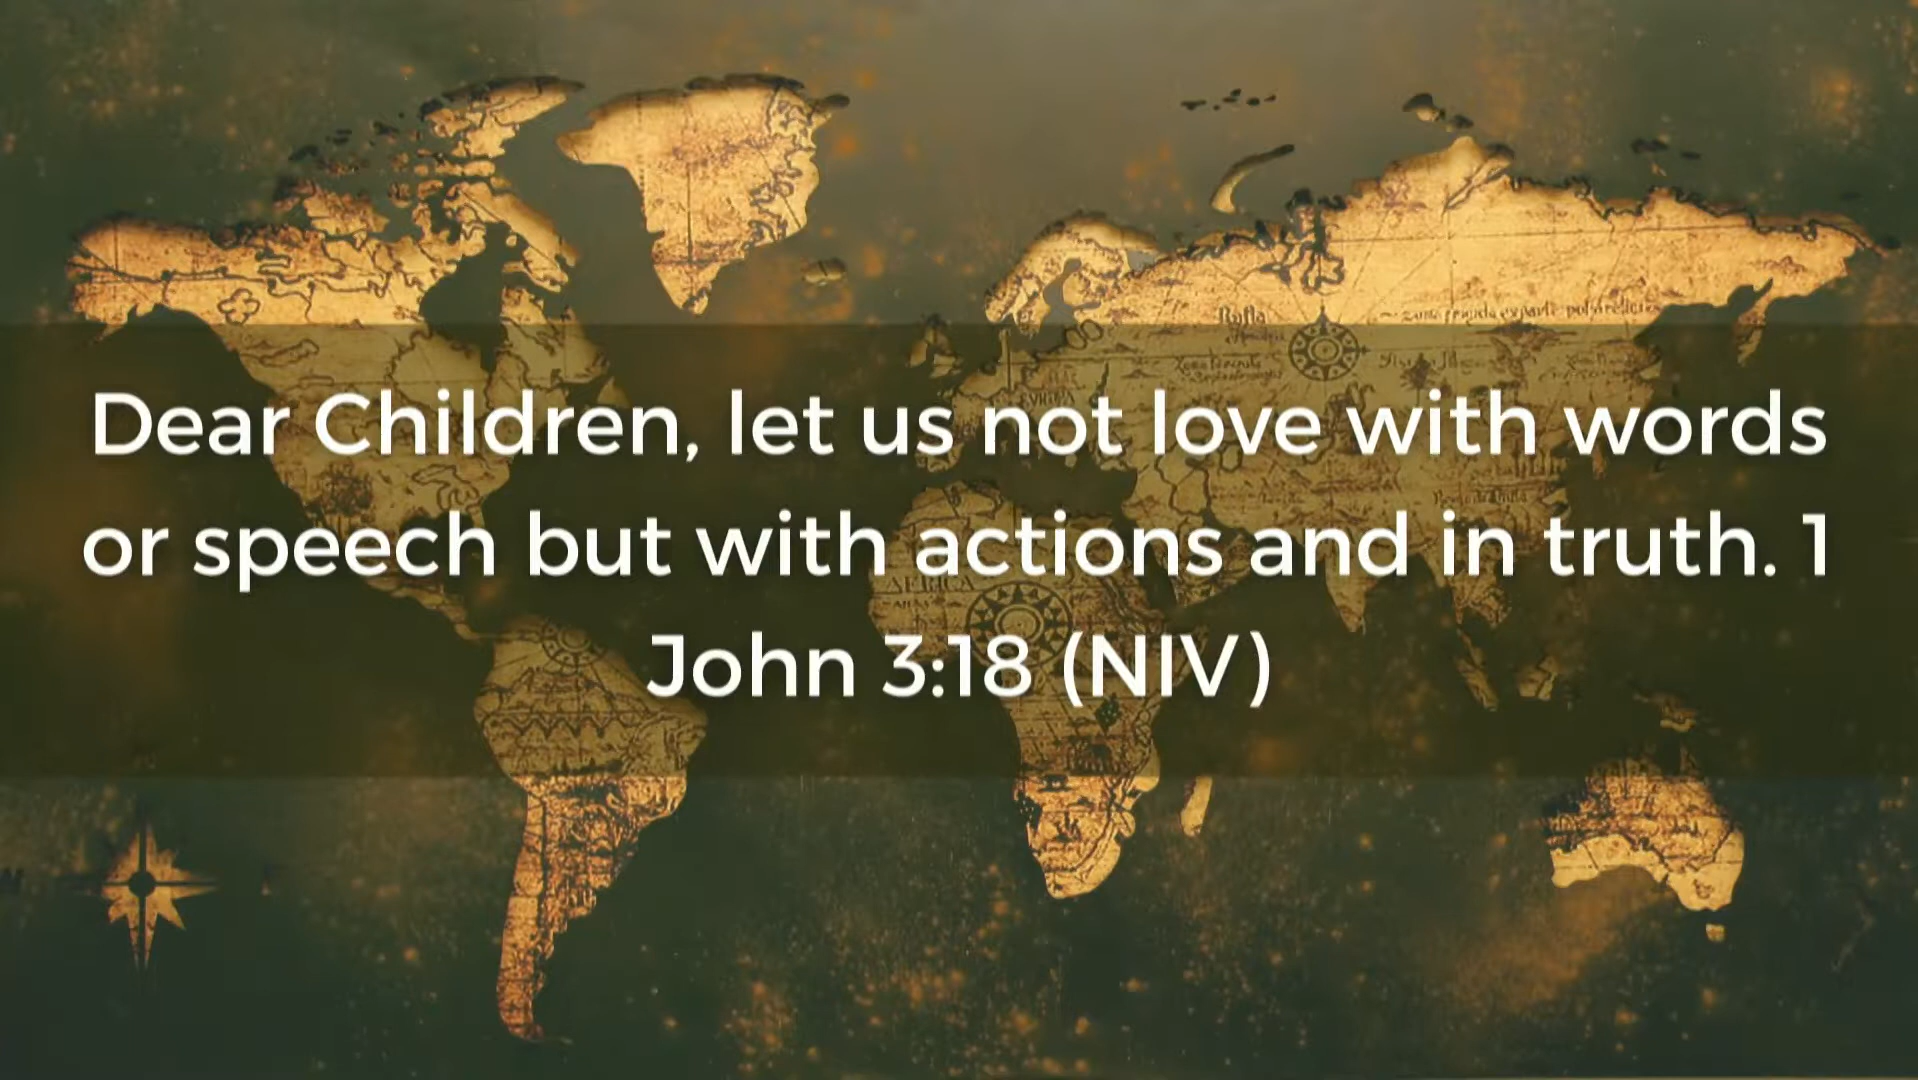 Dear Children, let us not love with words
or speech but with actions and in truth. 1
John 3:18 (NIV)
AFRICA